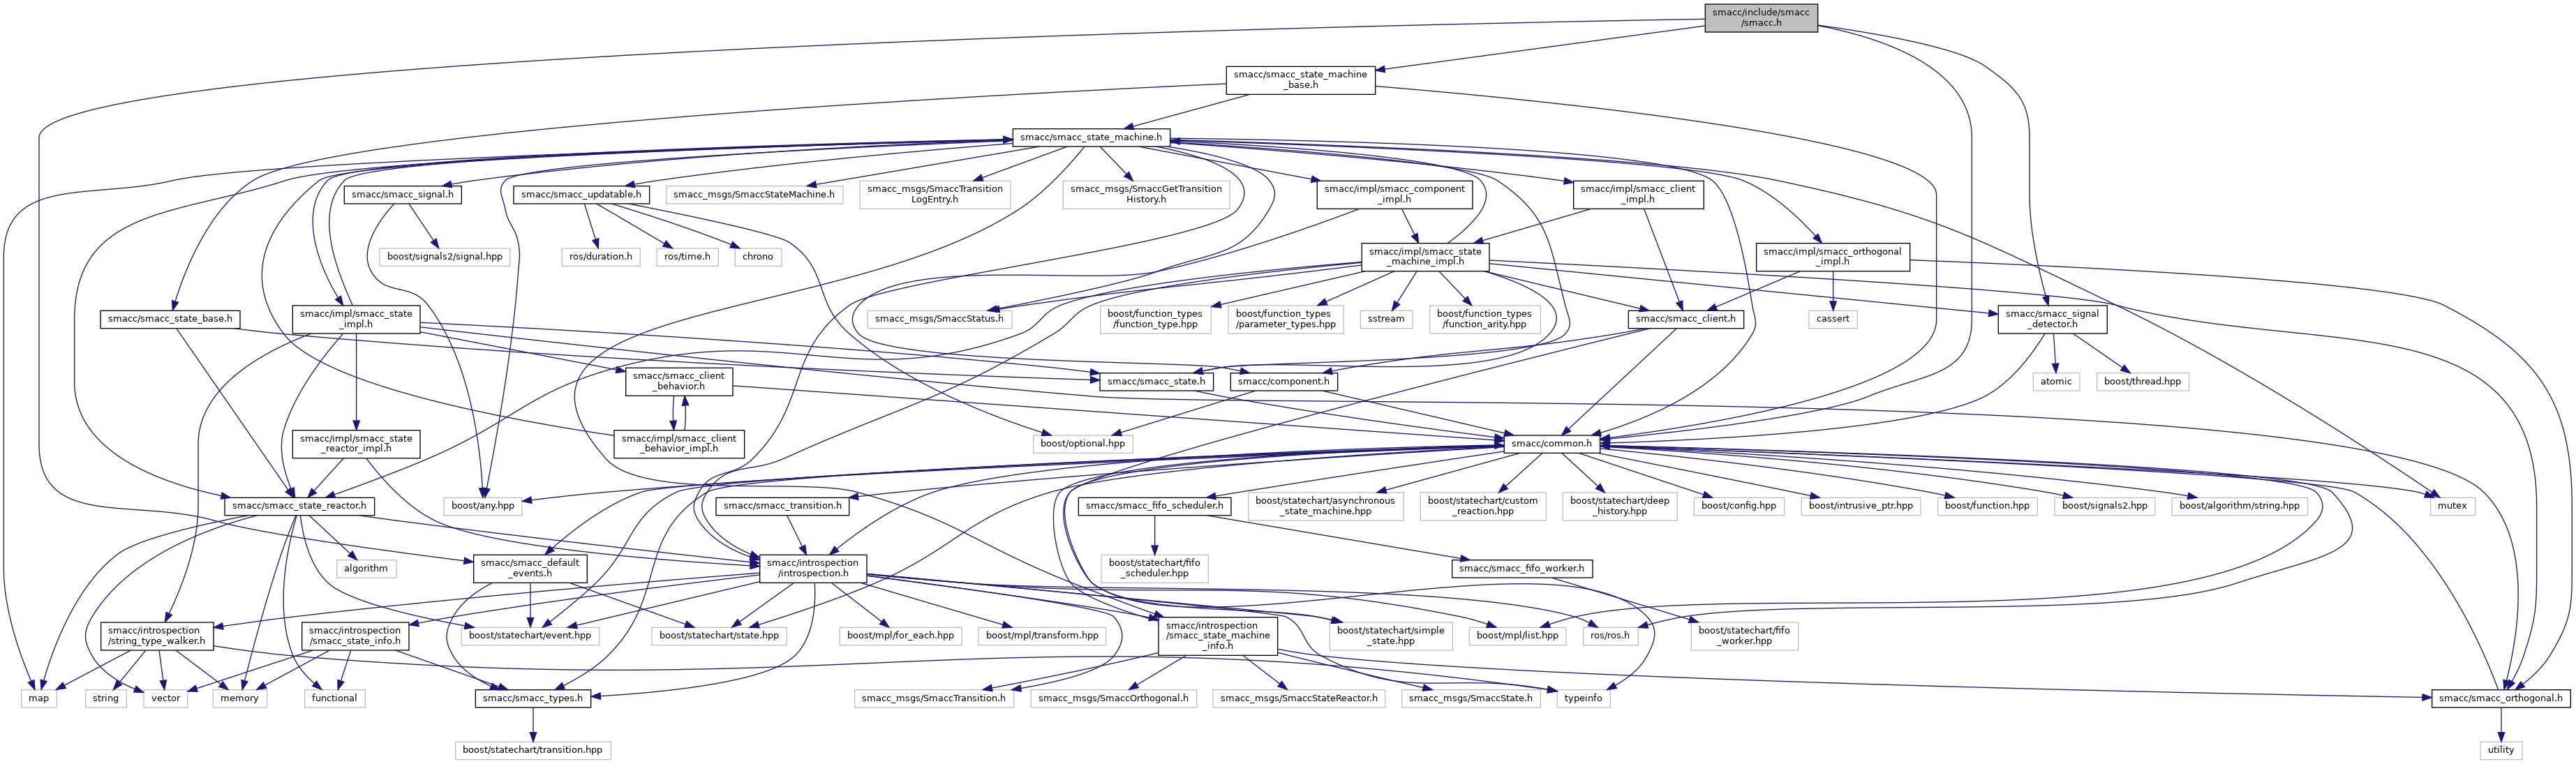 smacc/include/smacc
/smacc.h
smacc/smacc_state_machine
_base.h
smacc/smacc_state_machine.h
smacc/smacc_signal.h
smacc/smacc_updatable.h
smacc_msgs/SmaccStateMachine.h
smacc_msgs/SmaccTransition
LogEntry.h
smacc_msgs/SmaccGetTransition
History.h
smacc/impl/smacc_component
_impl.h
smacc/impl/smacc_client
_impl.h
boost/signals2/signal.hpp
ros/duration.h
ros/time.h
chrono
smacc/impl/smacc_state
_machine_impl.h
smacc/impl/smacc_orthogonal
_impl.h
smacc/smacc_state_base.h
smacc/impl/smacc_state
_impl.h
smacc_msgs/SmaccStatus.h
boost/function_types
/function_type.hpp
boost/function_types
/parameter_types.hpp
sstream
boost/function_types
/function_arity.hpp
smacc/smacc_client.h
cassert
smacc/smacc_signal
_detector.h
smacc/smacc_client
_behavior.h
smacc/smacc_state.h
smacc/component.h
atomic
boost/thread.hpp
smacc/impl/smacc_state
_reactor_impl.h
smacc/impl/smacc_client
_behavior_impl.h
boost/optional.hpp
smacc/common.h
smacc/smacc_state_reactor.h
boost/any.hpp
smacc/smacc_transition.h
smacc/smacc_fifo_scheduler.h
boost/statechart/asynchronous
_state_machine.hpp
boost/statechart/custom
_reaction.hpp
boost/statechart/deep
_history.hpp
boost/config.hpp
boost/intrusive_ptr.hpp
boost/function.hpp
boost/signals2.hpp
boost/algorithm/string.hpp
mutex
algorithm
smacc/smacc_default
_events.h
smacc/introspection
/introspection.h
boost/statechart/fifo
_scheduler.hpp
smacc/smacc_fifo_worker.h
smacc/introspection
/string_type_walker.h
smacc/introspection
/smacc_state_info.h
boost/statechart/event.hpp
boost/statechart/state.hpp
boost/mpl/for_each.hpp
boost/mpl/transform.hpp
smacc/introspection
/smacc_state_machine
_info.h
boost/statechart/simple
_state.hpp
boost/mpl/list.hpp
ros/ros.h
boost/statechart/fifo
_worker.hpp
map
string
vector
memory
functional
smacc/smacc_types.h
smacc_msgs/SmaccTransition.h
smacc_msgs/SmaccOrthogonal.h
smacc_msgs/SmaccStateReactor.h
smacc_msgs/SmaccState.h
typeinfo
smacc/smacc_orthogonal.h
boost/statechart/transition.hpp
utility